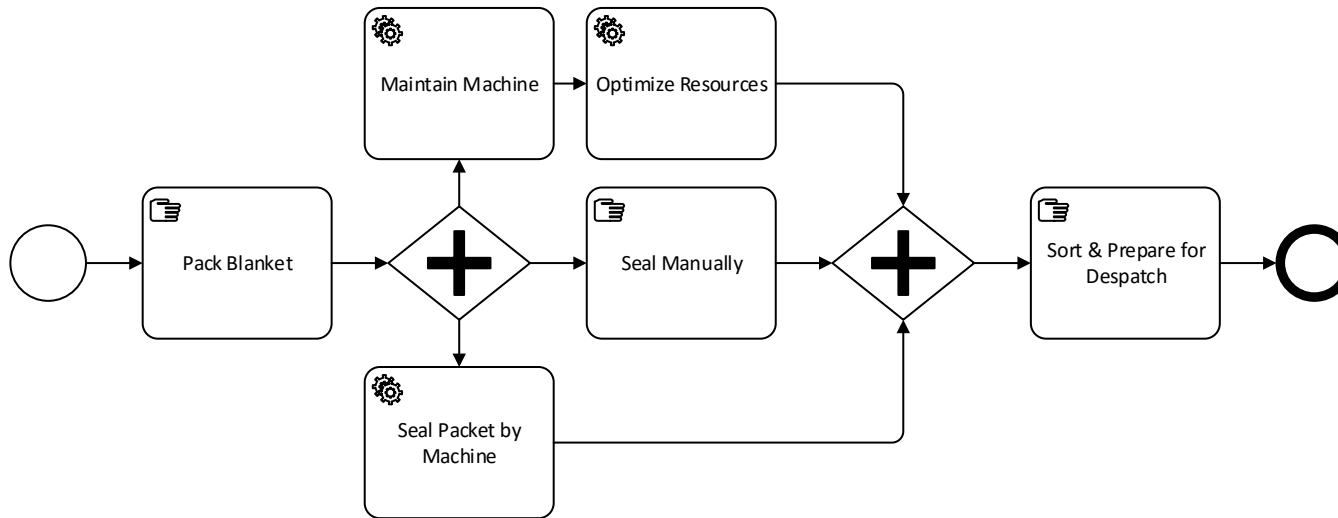 Maintain Machine
Optimize Resources
Pack Blanket
Seal Manually
Sort & Prepare for
Despatch
Seal Packet by
Machine